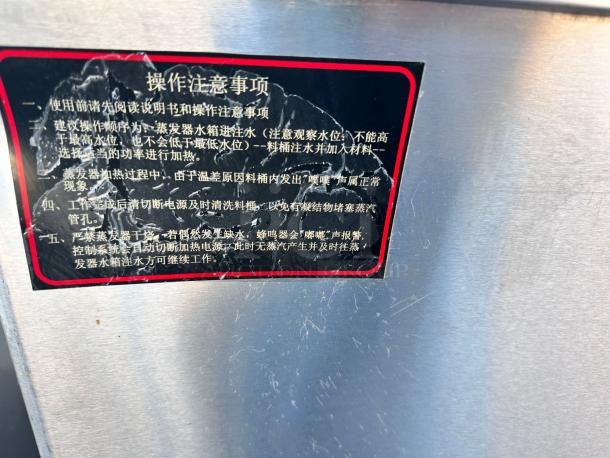 操作注意事项
一、使用前请先阅读说明书和操作注意事项
二、建议操作顺序为：蒸发器水箱进注水（注意观察水位，不能高
于最高水位，也不会低于最低水位）--料桶注水并加入材料--
选择适当的功率进行加热。
三、蒸发器加热过程中，由于温差原因料桶内发出“噗噗”声属正常
现象。
四、工作完成后请切断电源及时清洗料桶，以免有凝结物堵塞蒸汽
管孔。
五、严禁蒸发器干烧，若偶然发生缺水，蜂鸣器会“嘟嘟”声报警，
控制系统会自动切断加热电源，此时无蒸汽产生并及时往蒸
发器水箱注水方可继续工作。